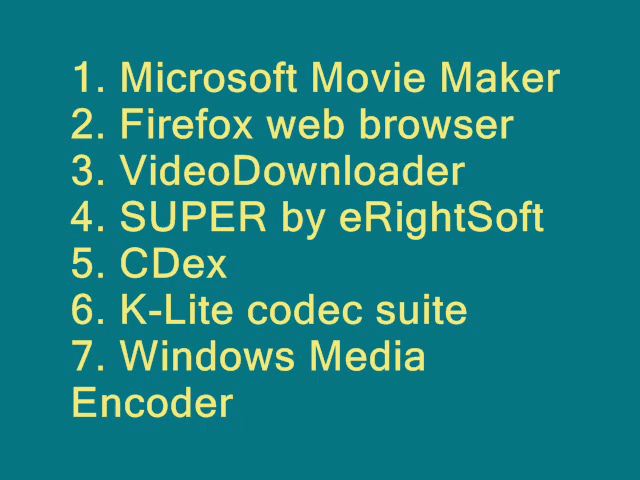 1. Microsoft Movie Maker
2. Firefox web browser
3. VideoDownloader
4. SUPER by eRightSoft
5. CDex
6. K-Lite codec suite
7. Windows Media
Encoder